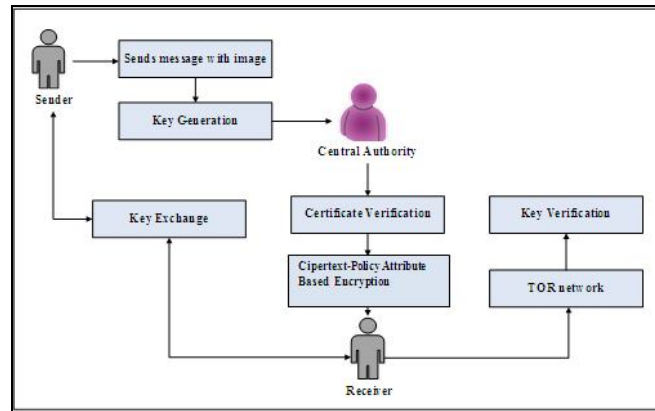 Sends message with image
Sender
Key Generation
Central Authority
Key Exchange
Certificate Verification
Key Verification
Cipertext-Policy Attribute
Based Encryption
TOR network
Receiver